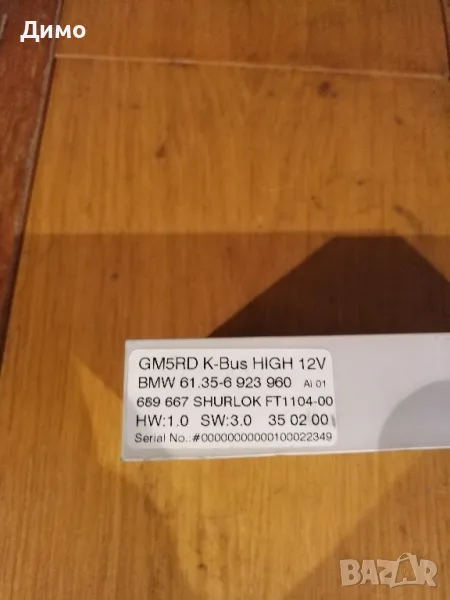 Димо
GM5RD K-Bus HIGH 12V
BMW 61.35-6 923 960 AI 01
689 667 SHURLOK FT1104-00
HW:1.0 SW:3.0 35 02 00
Serial No.:#00000000000100022349
BAZAR